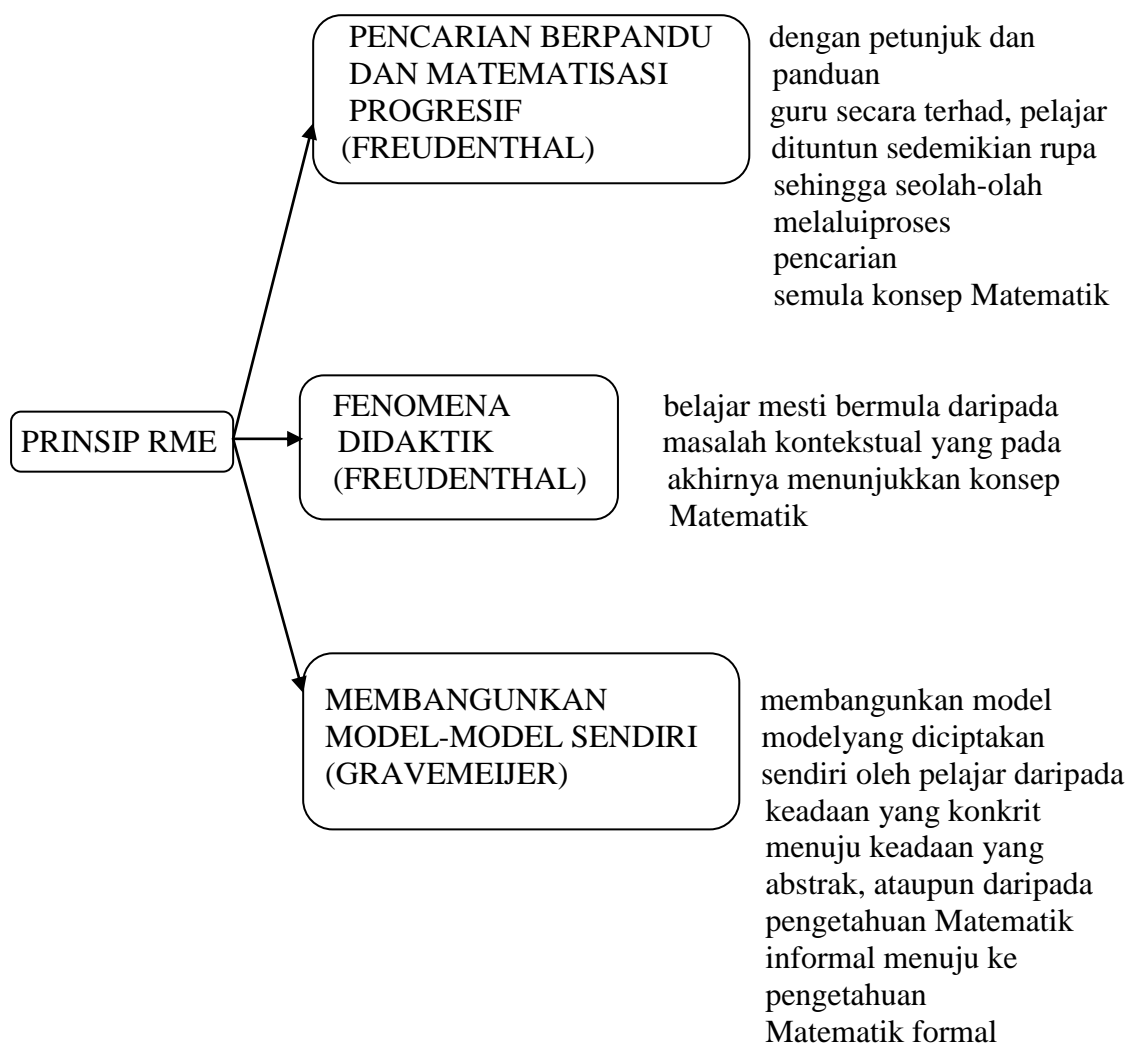 PENCARIAN BERPANDU
DAN MATEMATISASI
PROGRESIF
(FREUDENTHAL)
dengan petunjuk dan
panduan
guru secara terhad, pelajar
dituntun sedemikian rupa
sehingga seolah-olah
melaluiproses
pencarian
semula konsep Matematik
PRINSIP RME
FENOMENA
DIDAKTIK
(FREUDENTHAL)
belajar mesti bermula daripada
masalah kontekstual yang pada
akhirnya menunjukkan konsep
Matematik
MEMBANGUNKAN
MODEL-MODEL SENDIRI
(GRAVEMEIJER)
membangunkan model
modelyang diciptakan
sendiri oleh pelajar daripada
keadaan yang konkrit
menuju keadaan yang
abstrak, ataupun daripada
pengetahuan Matematik
informal menuju ke
pengetahuan
Matematik formal